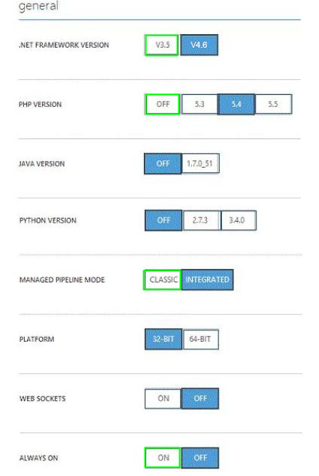 general
.NET FRAMEWORK VERSION V3.5 V4.6
PHP VERSION OFF 5.3 5.4 5.5
JAVA VERSION OFF 1.7.0_51
PYTHON VERSION OFF 2.7.3 3.4.0
MANAGED PIPELINE MODE CLASSIC INTEGRATED
PLATFORM 32-BIT 64-BIT
WEB SOCKETS ON OFF
ALWAYS ON ON OFF